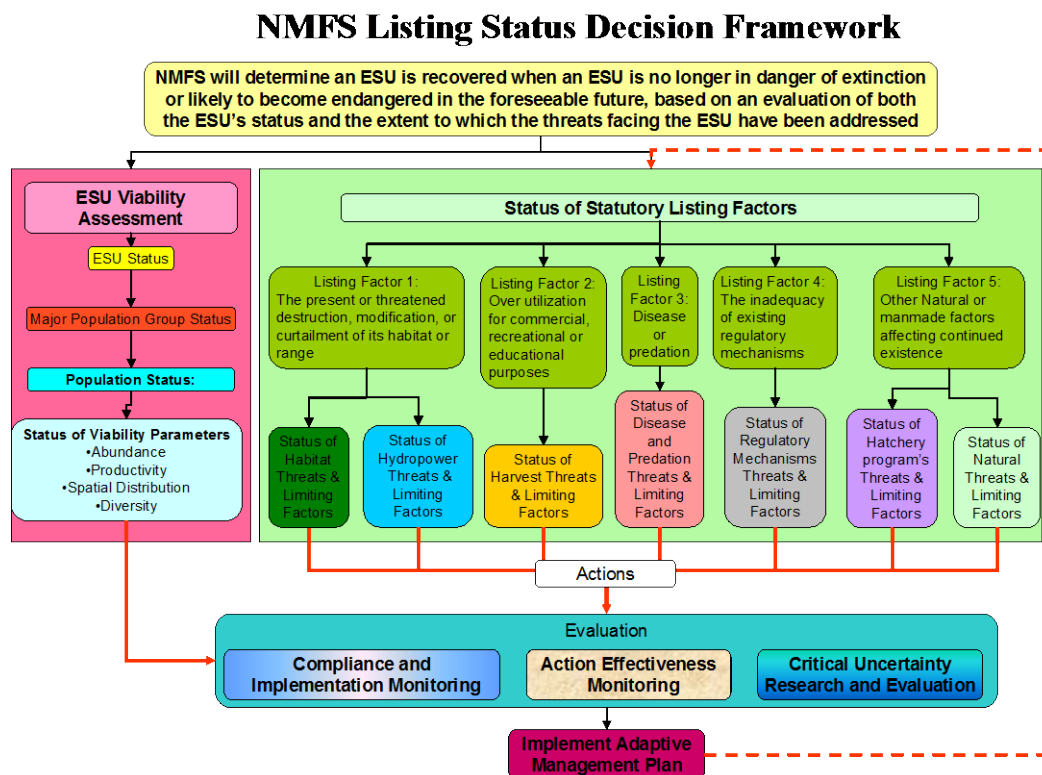 NMFS Listing Status Decision Framework
NMFS will determine an ESU is recovered when an ESU is no longer in danger of extinction
or likely to become endangered in the foreseeable future, based on an evaluation of both
the ESU's status and the extent to which the threats facing the ESU have been addressed
ESU Viability
Assessment
ESU Status
Major Population Group Status
Population Status:
Status of Viability Parameters
•Abundance
•Productivity
•Spatial Distribution
•Diversity
Status of Statutory Listing Factors
Listing Factor 1:
The present or threatened
destruction, modification, or
curtailment of its habitat or
range
Listing Factor 2:
Over utilization
for commercial,
recreational or
educational
purposes
Listing
Factor 3:
Disease
or
predation
Listing Factor 4:
The inadequacy
of existing
regulatory
mechanisms
Listing Factor 5:
Other Natural or
manmade factors
affecting continued
existence
Status of
Habitat
Threats &
Limiting
Factors
Status of
Hydropower
Threats &
Limiting
Factors
Status of
Harvest Threats
& Limiting
Factors
Status of
Disease
and
Predation
Threats &
Limiting
Factors
Status of
Regulatory
Mechanisms
Threats &
Limiting
Factors
Status of
Hatchery
program's
Threats &
Limiting
Factors
Status of
Natural
Threats &
Limiting
Factors
Actions
Evaluation
Compliance and
Implementation Monitoring
Action Effectiveness
Monitoring
Critical Uncertainty
Research and Evaluation
Implement Adaptive
Management Plan